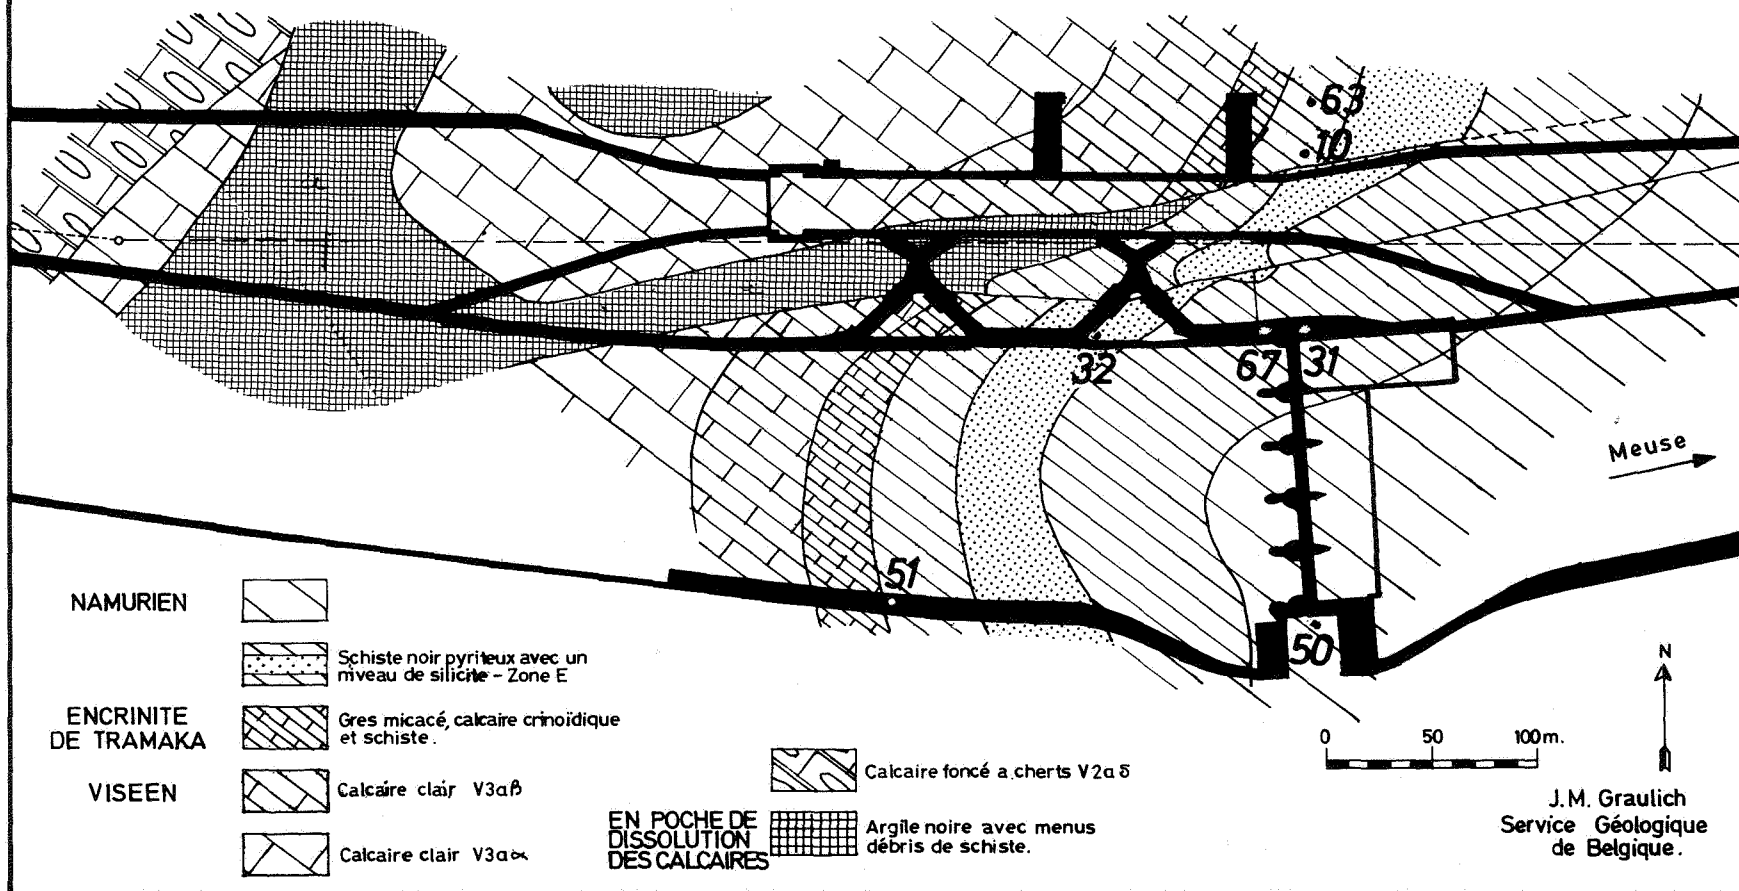 63
10
32
67 31
Meuse
51
50
NAMURIEN
Schiste noir pyriteux avec un
niveau de silicite – Zone E
ENCRINITE
DE TRAMAKA
Gres micacé, calcaire crinoïdique
et schiste.
VISEEN
Calcaire clair V3aβ
Calcaire clair V3a∝
Calcaire foncé a cherts V2a δ
EN POCHE DE
DISSOLUTION
DES CALCAIRES
Argile noire avec menus
débris de schiste.
N
0 50 100m.
J.M. Graulich
Service Géologique
de Belgique.